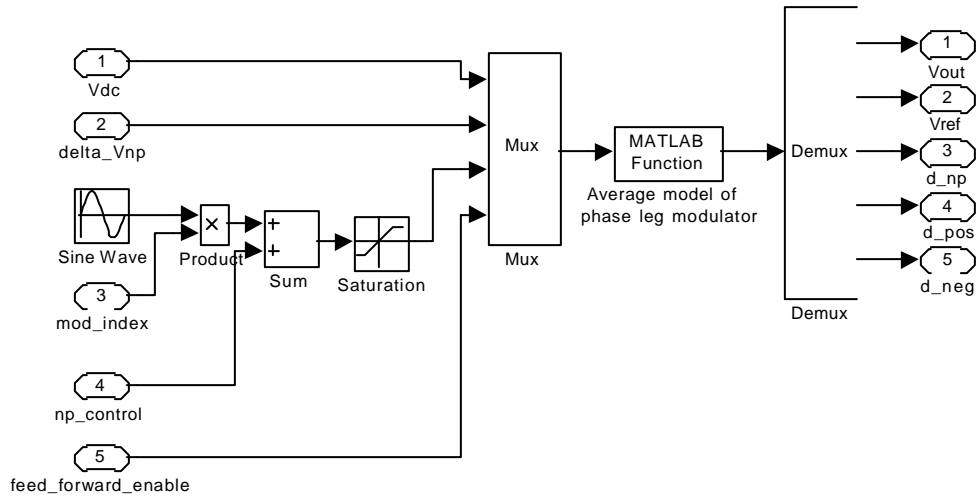 1
Vdc
2
delta_Vnp
Sine Wave
×
Product
3
mod_index
+
+
Sum
Saturation
4
np_control
5
feed_forward_enable
Mux
Mux
MATLAB
Function
Average model of
phase leg modulator
Demux
Demux
1
Vout
2
Vref
3
d_np
4
d_pos
5
d_neg